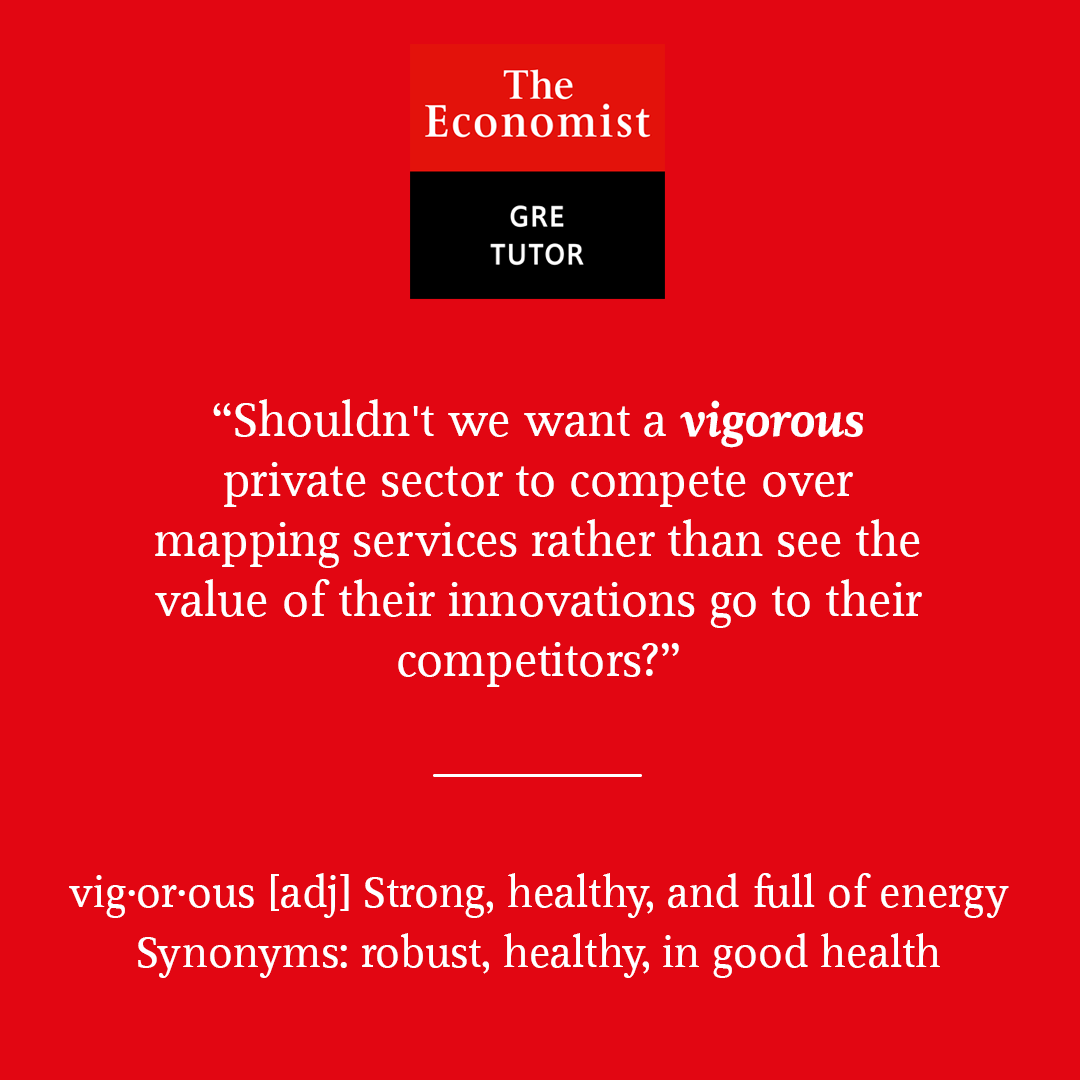 The
Economist
GRE
TUTOR
“Shouldn't we want a vigorous
private sector to compete over
mapping services rather than see the
value of their innovations go to their
competitors?”
vig·or·ous [adj] Strong, healthy, and full of energy
Synonyms: robust, healthy, in good health